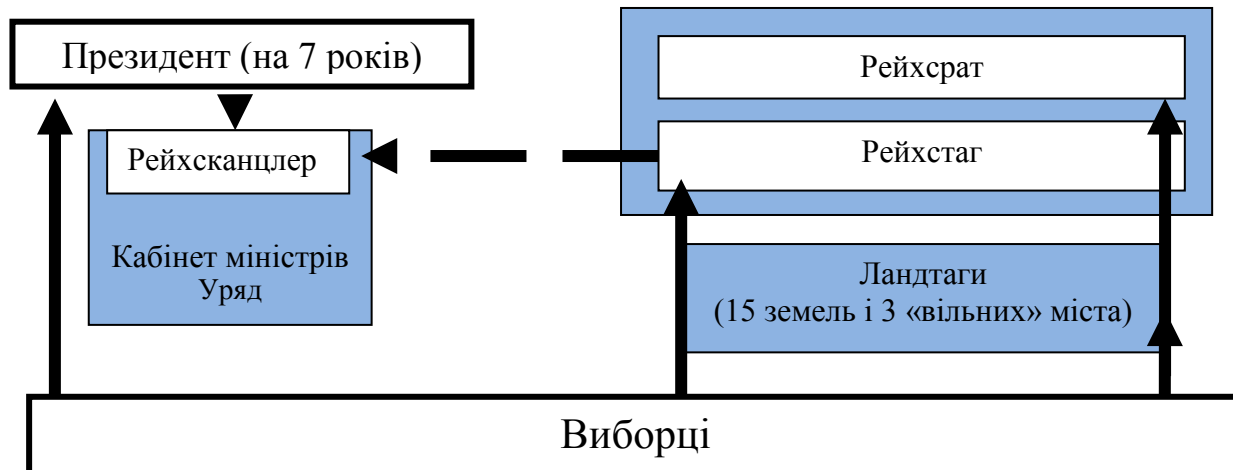 Президент (на 7 років)
Рейхсканцлер
Кабінет міністрів
Уряд
Рейхсрат
Рейхстаг
Ландтаги
(15 земель і 3 «вільних» міста)
Виборці